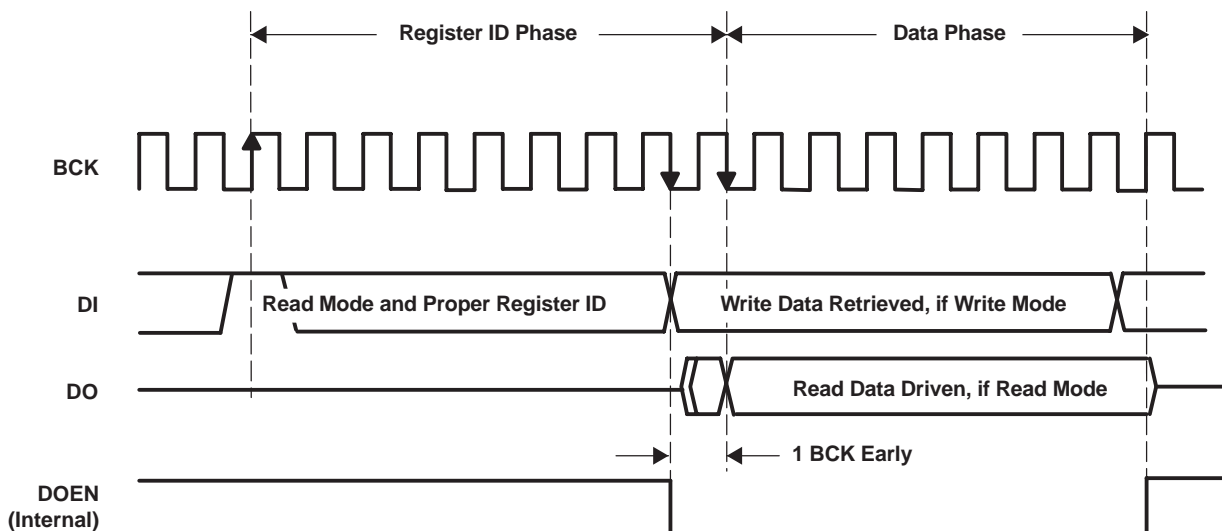 Register ID Phase
Data Phase
BCK
DI
Read Mode and Proper Register ID
Write Data Retrieved, if Write Mode
DO
Read Data Driven, if Read Mode
1 BCK Early
DOEN
(Internal)